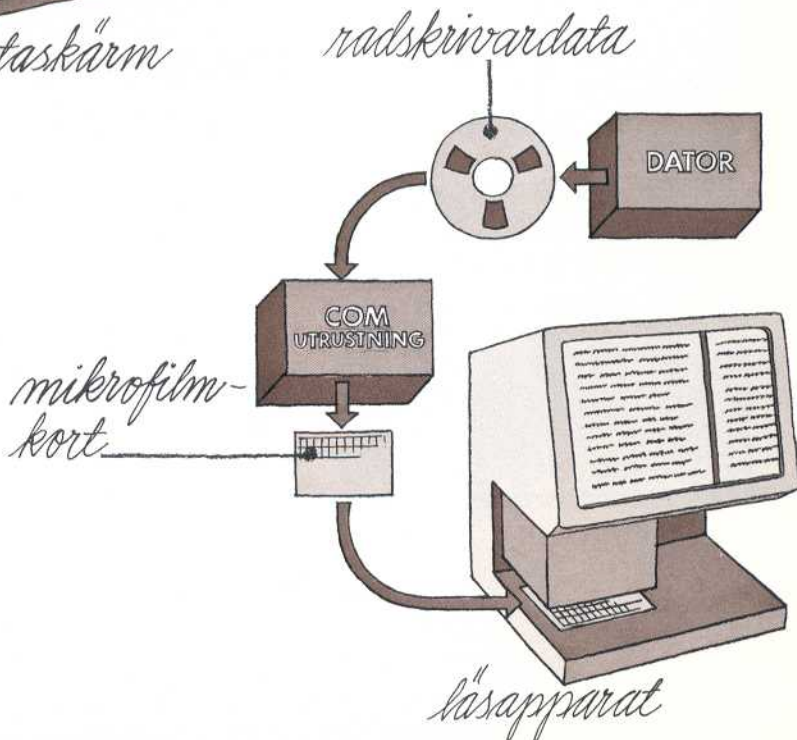 taskärm
radskrivardata
DATOR
COM
UTRUSTNING
mikrofilm-
kort
läsapparat